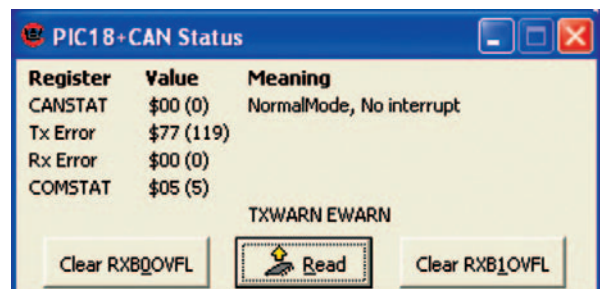 PIC18+CAN Status
Register Value Meaning
CANSTAT $00 (0) NormalMode, No interrupt
Tx Error $77 (119)
Rx Error $00 (0)
COMSTAT $05 (5)
TXWARN EWARN
Clear RXB0OVFL Read Clear RXB1OVFL